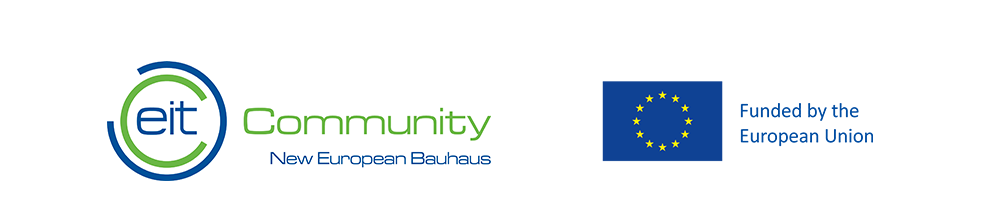 eit Community
New European Bauhaus
Funded by the
European Union